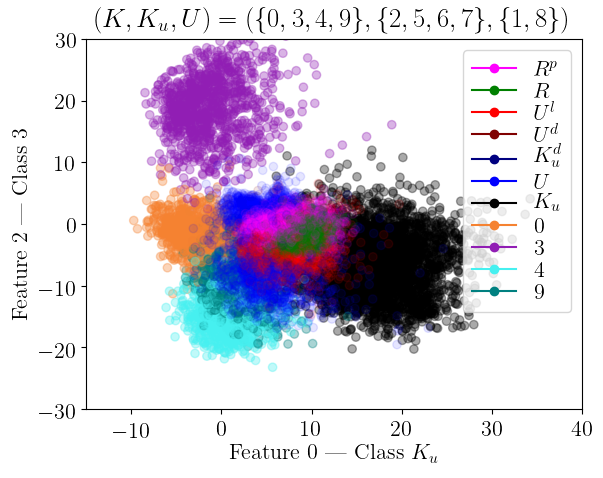 (K, K_u, U) = ({0, 3, 4, 9}, {2, 5, 6, 7}, {1, 8})
30
20
10
0
−10
−20
−30
Feature 2 — Class 3
−10
0
10
20
30
40
Feature 0 — Class K_u
R^p
R
U^l
U^d
K_u^d
U
K_u
0
3
4
9